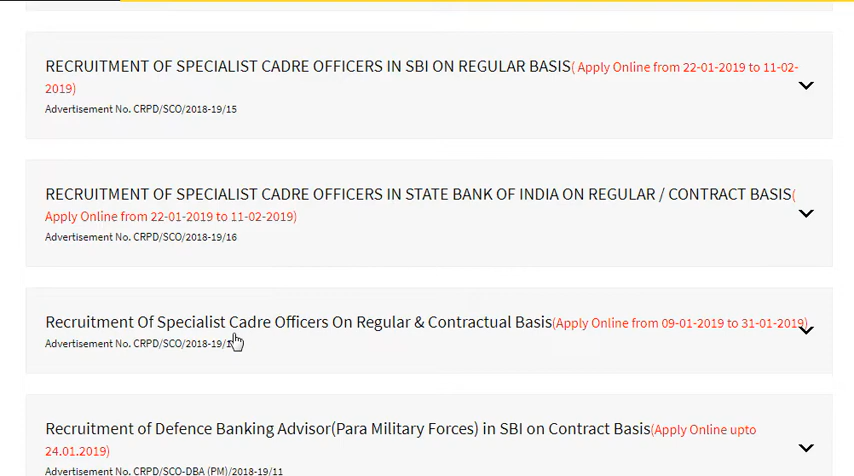 RECRUITMENT OF SPECIALIST CADRE OFFICERS IN SBI ON REGULAR BASIS( Apply Online from 22-01-2019 to 11-02-
2019)
Advertisement No. CRPD/SCO/2018-19/15
RECRUITMENT OF SPECIALIST CADRE OFFICERS IN STATE BANK OF INDIA ON REGULAR / CONTRACT BASIS(
Apply Online from 22-01-2019 to 11-02-2019)
Advertisement No. CRPD/SCO/2018-19/16
Recruitment Of Specialist Cadre Officers On Regular & Contractual Basis(Apply Online from 09-01-2019 to 31-01-2019)
Advertisement No.
Recruitment of Defence Banking Advisor(Para Military Forces) in SBI on Contract Basis(Apply Online upto
24.01.2019)
Advertisement No. CRPD/SCO-DBA (PM)/2018-19/11